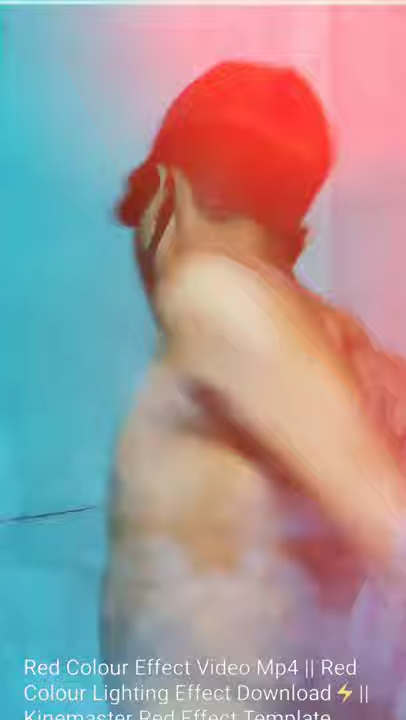 Red Colour Effect Video Mp4 || Red
Colour Lighting Effect Download⚡||
Kinemaster Red Effect Template